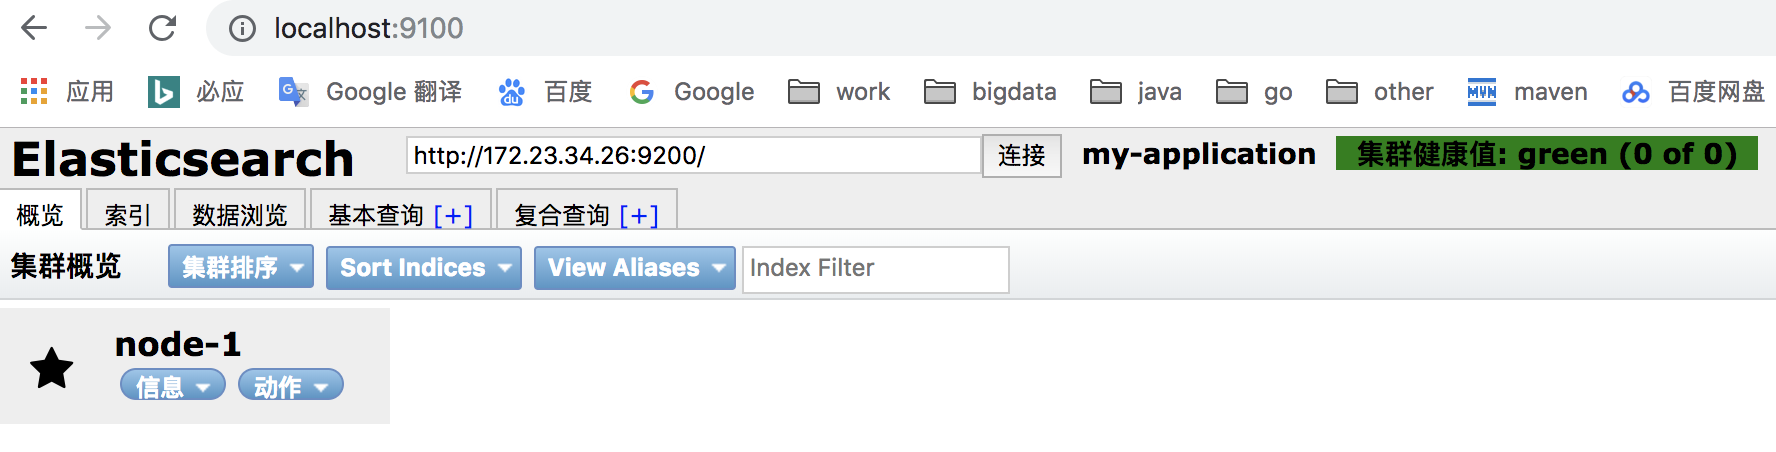 localhost:9100
应用 必应 Google 翻译 百度 Google work bigdata java go other maven 百度网盘
Elasticsearch http://172.23.34.26:9200/ 连接 my-application 集群健康值: green (0 of 0)
概览 索引 数据浏览 基本查询 [+] 复合查询 [+]
集群概览 集群排序 Sort Indices View Aliases Index Filter
node-1
信息 动作